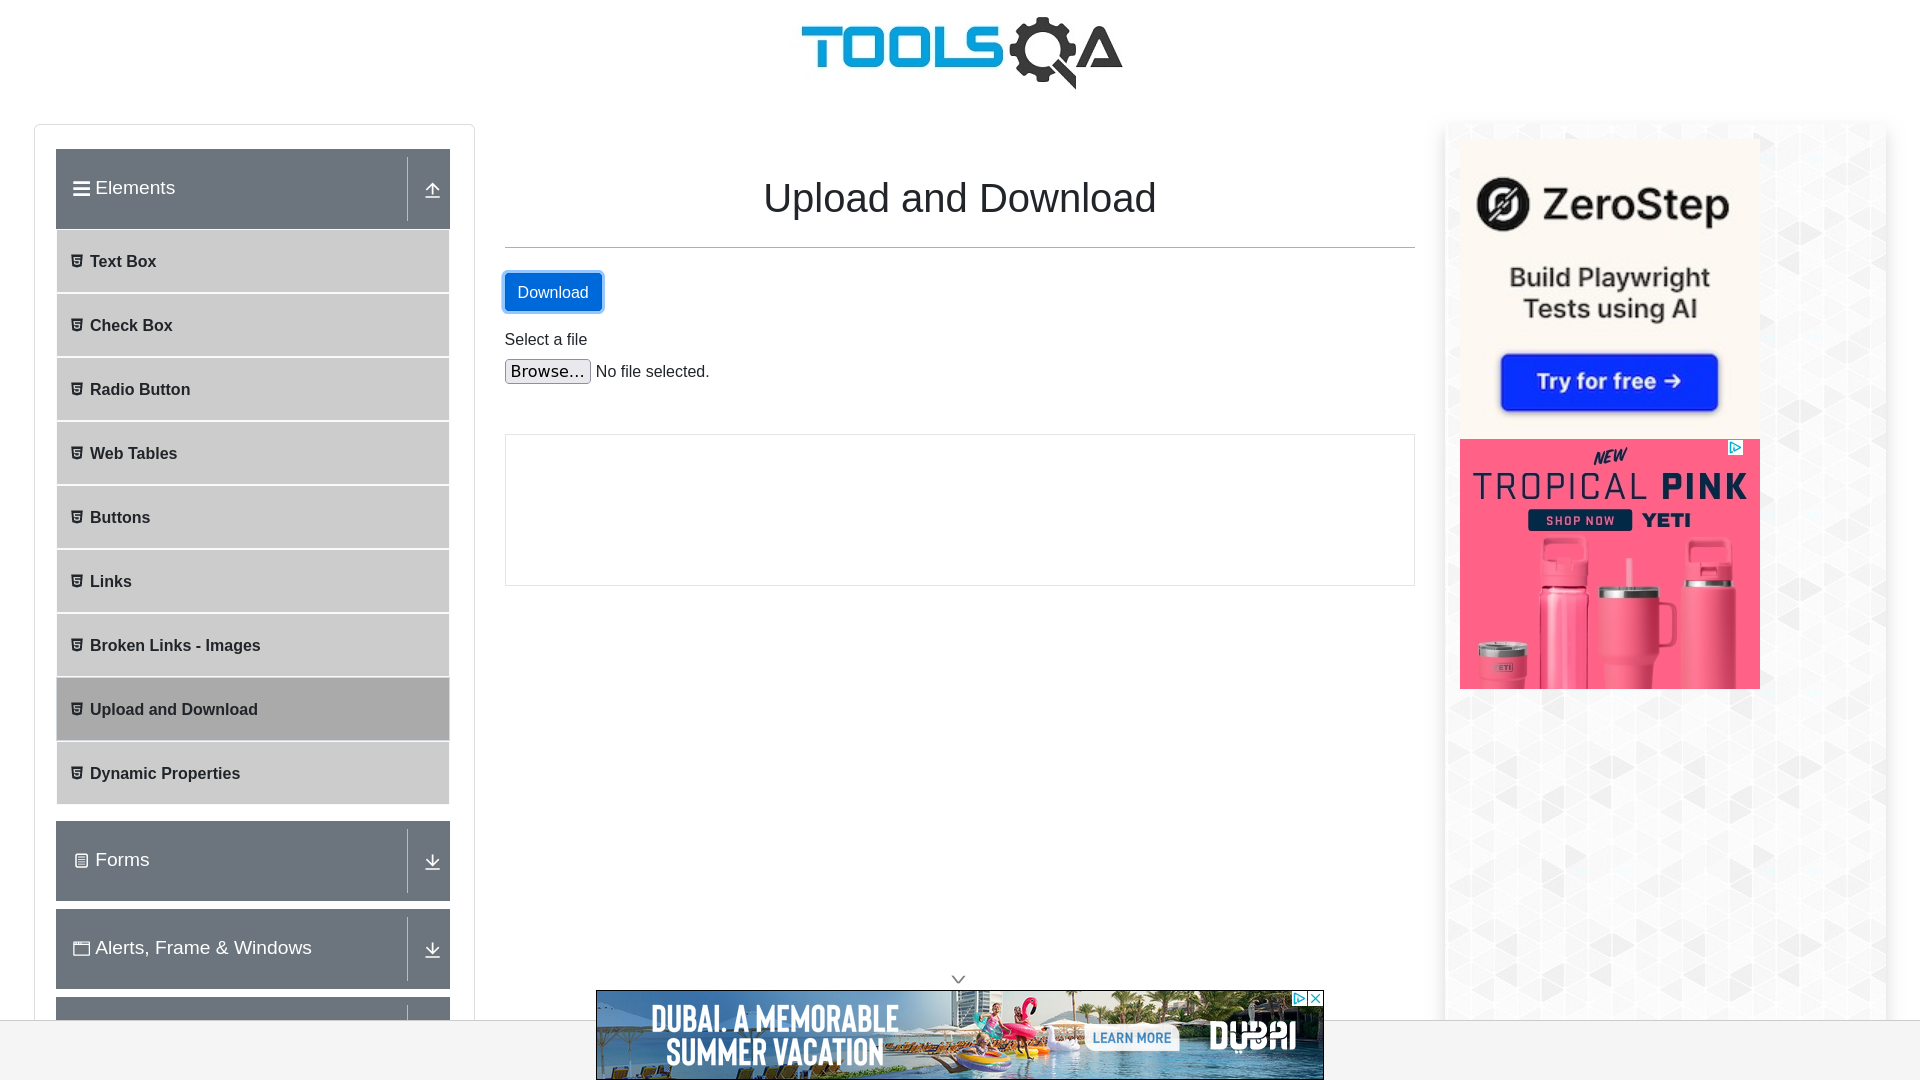 TOOLSQA
Elements
Text Box
Check Box
Radio Button
Web Tables
Buttons
Links
Broken Links - Images
Upload and Download
Dynamic Properties
Forms
Alerts, Frame & Windows
Upload and Download
Download
Select a file
Browse... No file selected.
ZeroStep
Build Playwright
Tests using AI
Try for free →
NEW
TROPICAL PINK
SHOP NOW YETI
YETI
DUBAI. A MEMORABLE
SUMMER VACATION
LEARN MORE
DUBAI